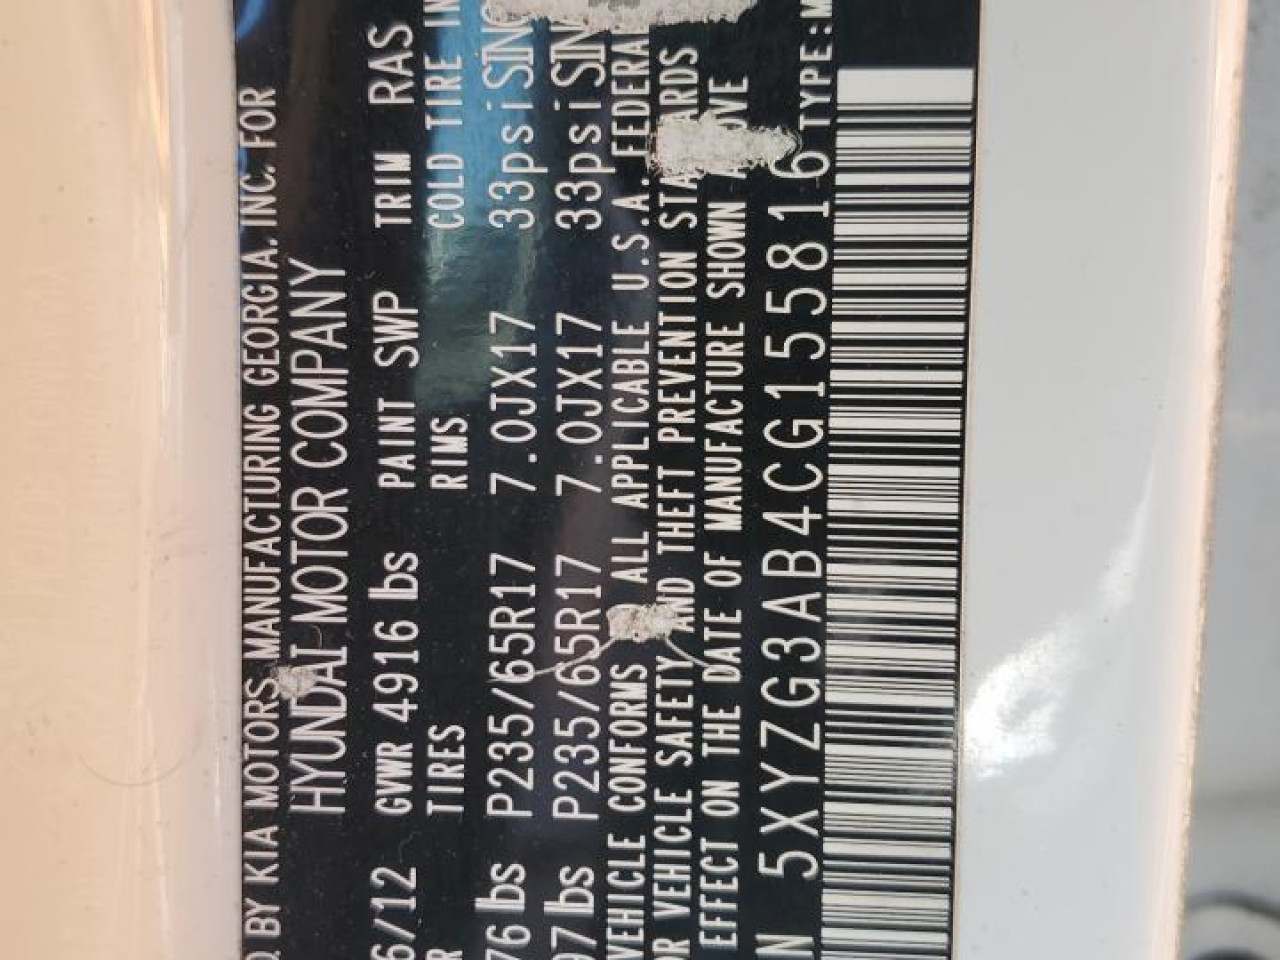 BY KIA MOTORS MANUFACTURING GEORGIA, INC. FOR
HYUNDAI MOTOR COMPANY
6/12 GVWR 4916 lbs PAINT SWP TRIM RAS
TIRES RIMS COLD TIRE IN
76 lbs P235/65R17 7.0JX17 33psi
97 lbs P235/65R17 7.0JX17 33psi
VEHICLE CONFORMS ALL APPLICABLE U.S.A. FEDERAL
OR VEHICLE SAFETY AND THEFT PREVENTION STANDARDS
EFFECT ON THE DATE OF MANUFACTURE SHOWN ABOVE
N 5XYZG3AB4CG155816 TYPE:M